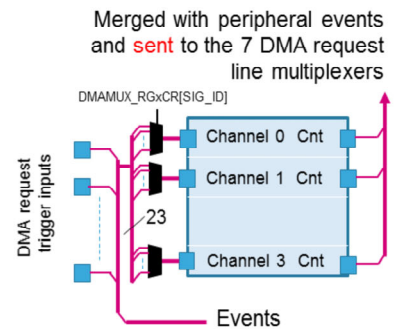 Merged with peripheral events
and sent to the 7 DMA request
line multiplexers
DMAMUX_RGxCR[SIG_ID]
DMA request
trigger inputs
Channel 0 Cnt
Channel 1 Cnt
23
Channel 3 Cnt
Events